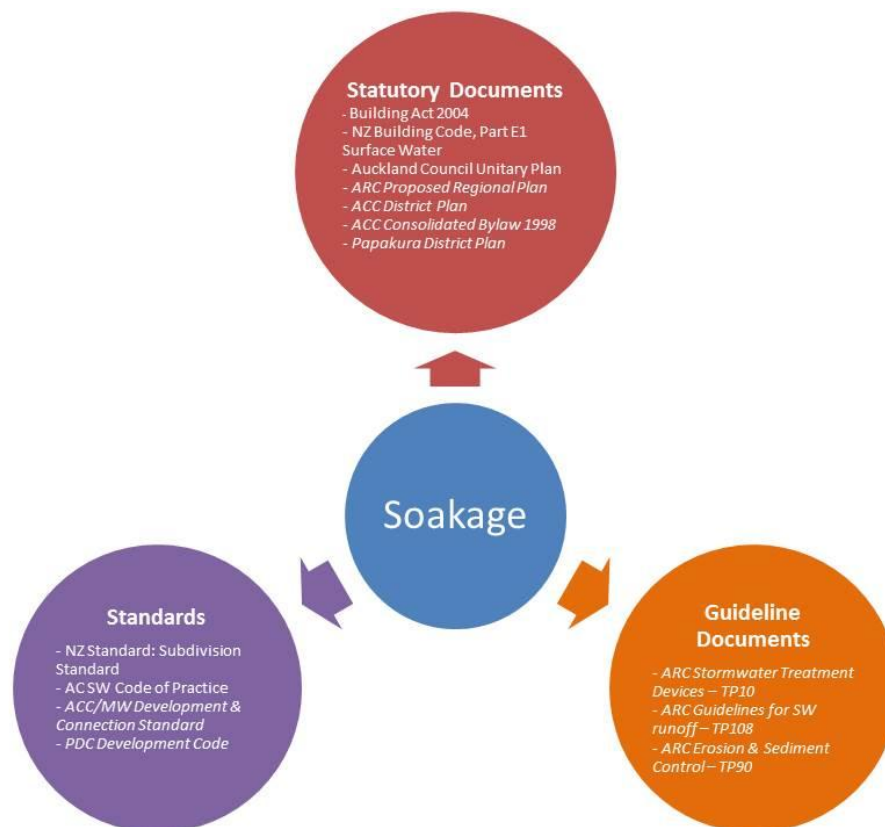 Statutory Documents
- Building Act 2004
- NZ Building Code, Part E1
Surface Water
- Auckland Council Unitary Plan
- ARC Proposed Regional Plan
- ACC District Plan
- ACC Consolidated Bylaw 1998
- Papakura District Plan
Soakage
Standards
- NZ Standard: Subdivision
Standard
- AC SW Code of Practice
- ACC/MW Development &
Connection Standard
- PDC Development Code
Guideline
Documents
- ARC Stormwater Treatment
Devices – TP10
- ARC Guidelines for SW
runoff – TP108
- ARC Erosion & Sediment
Control – TP90